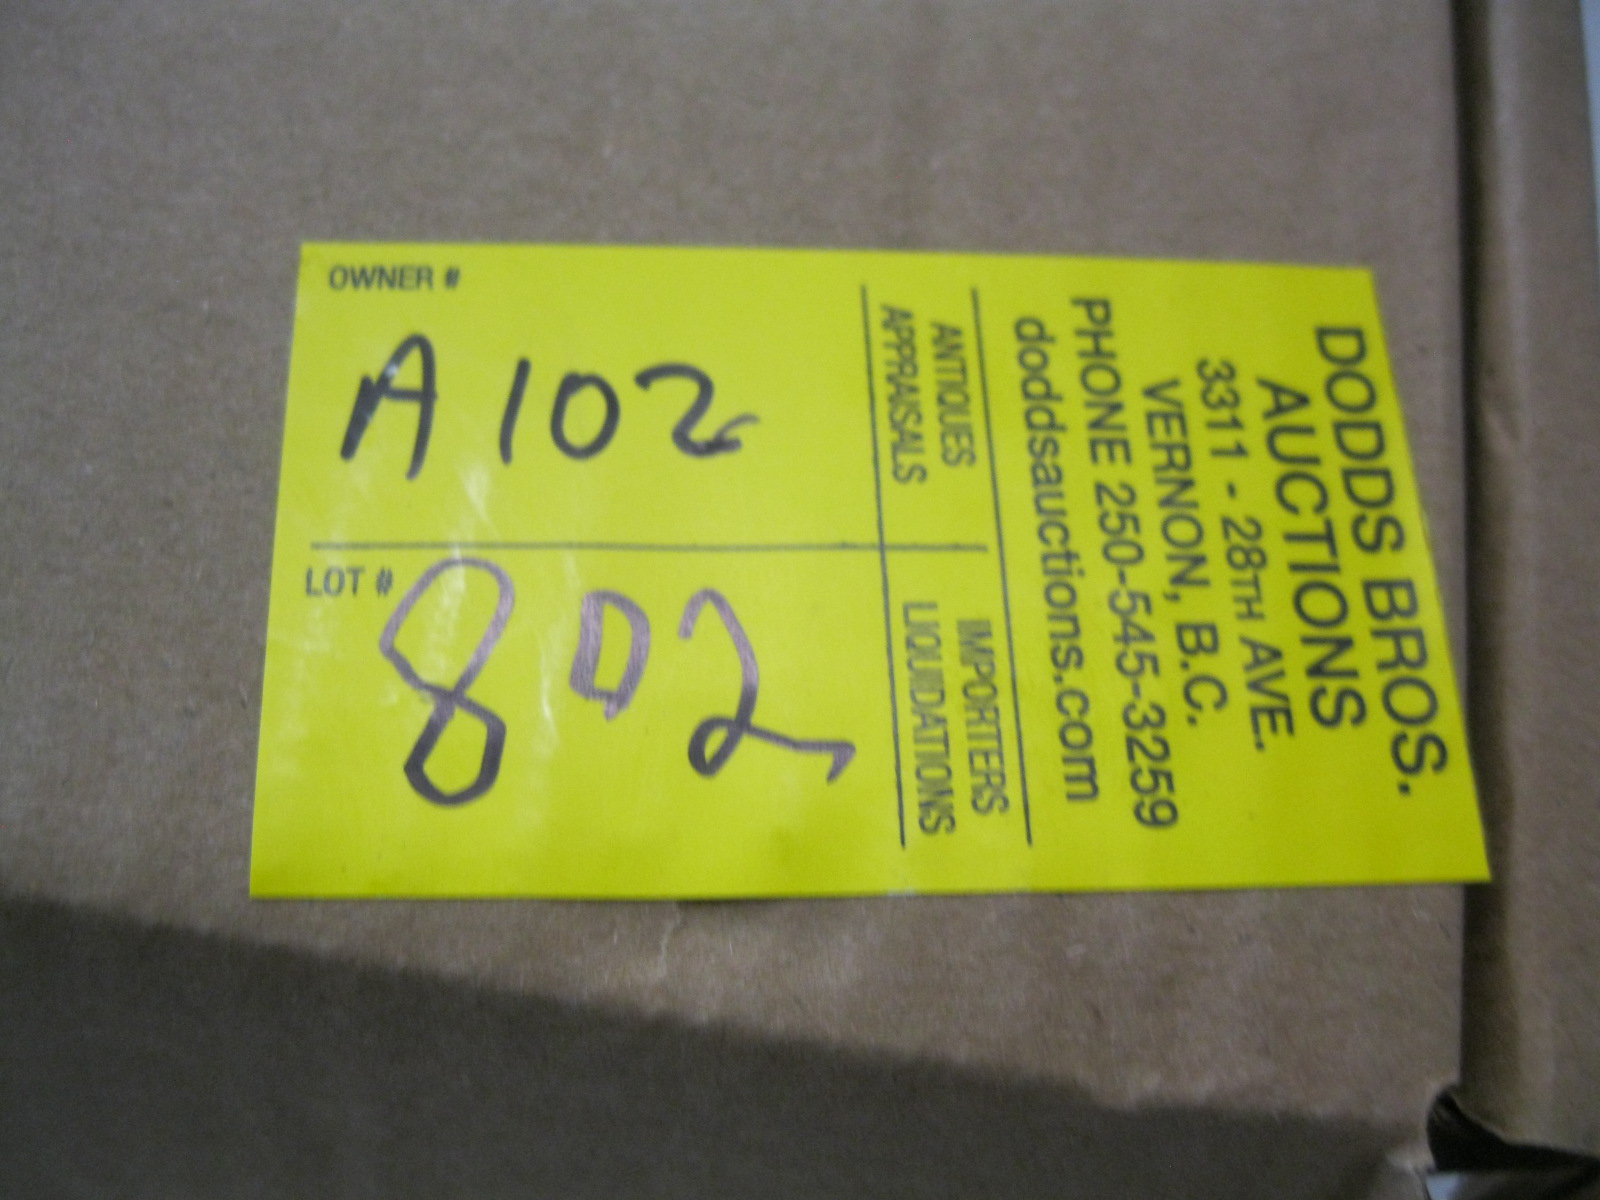 OWNER #
A102
LOT #
802
ANTIQUES
APPRAISALS
IMPORTERS
LIQUIDATIONS
DODDS BROS.
AUCTIONS
3311 - 28TH AVE.
VERNON, B.C.
PHONE 250-545-3259
doddsauctions.com